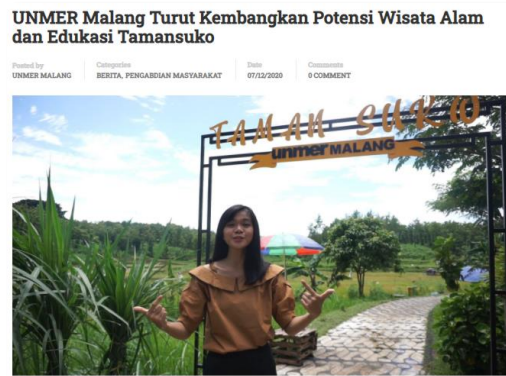 UNMER Malang Turut Kembangkan Potensi Wisata Alam
dan Edukasi Tamansuko
Posted by
UNMER MALANG
Categories
BERITA, PENGABDIAN MASYARAKAT
Date
07/12/2020
Comments
0 COMMENT
TAMAN SUKO
unmer MALANG